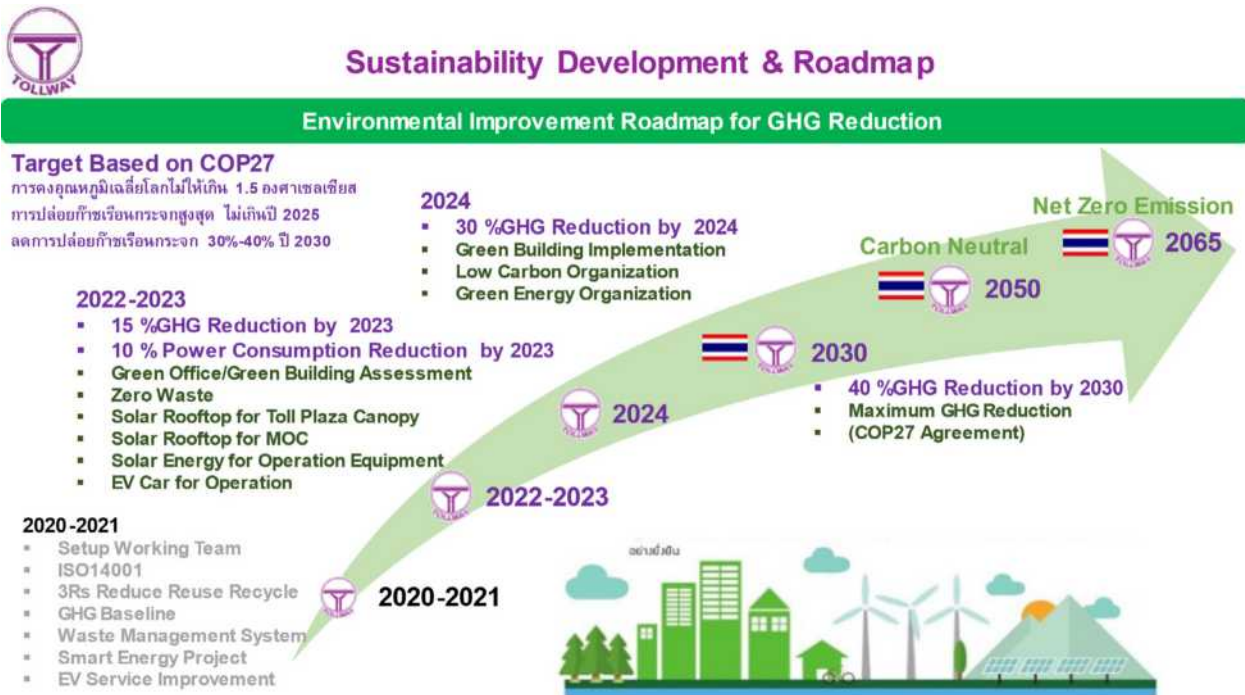 TOLLWAY
Sustainability Development & Roadmap
Environmental Improvement Roadmap for GHG Reduction
Target Based on COP27
การคงอุณหภูมิเฉลี่ยโลกไม่ให้เกิน 1.5 องศาเซลเซียส
การปล่อยก๊าซเรือนกระจกสูงสุด ไม่เกินปี 2025
ลดการปล่อยก๊าซเรือนกระจก 30%-40% ปี 2030
2024
▪ 30 %GHG Reduction by 2024
▪ Green Building Implementation
▪ Low Carbon Organization
▪ Green Energy Organization
Net Zero Emission
TOLLWAY 2065
Carbon Neutral
TOLLWAY 2050
2022-2023
▪ 15 %GHG Reduction by 2023
▪ 10 % Power Consumption Reduction by 2023
▪ Green Office/Green Building Assessment
▪ Zero Waste
▪ Solar Rooftop for Toll Plaza Canopy
▪ Solar Rooftop for MOC
▪ Solar Energy for Operation Equipment
▪ EV Car for Operation
TOLLWAY 2030
▪ 40 %GHG Reduction by 2030
▪ Maximum GHG Reduction
▪ (COP27 Agreement)
TOLLWAY 2024
TOLLWAY 2022-2023
2020-2021
▪ Setup Working Team
▪ ISO14001
▪ 3Rs Reduce Reuse Recycle
▪ GHG Baseline
▪ Waste Management System
▪ Smart Energy Project
▪ EV Service Improvement
TOLLWAY 2020-2021
อย่างยั่งยืน